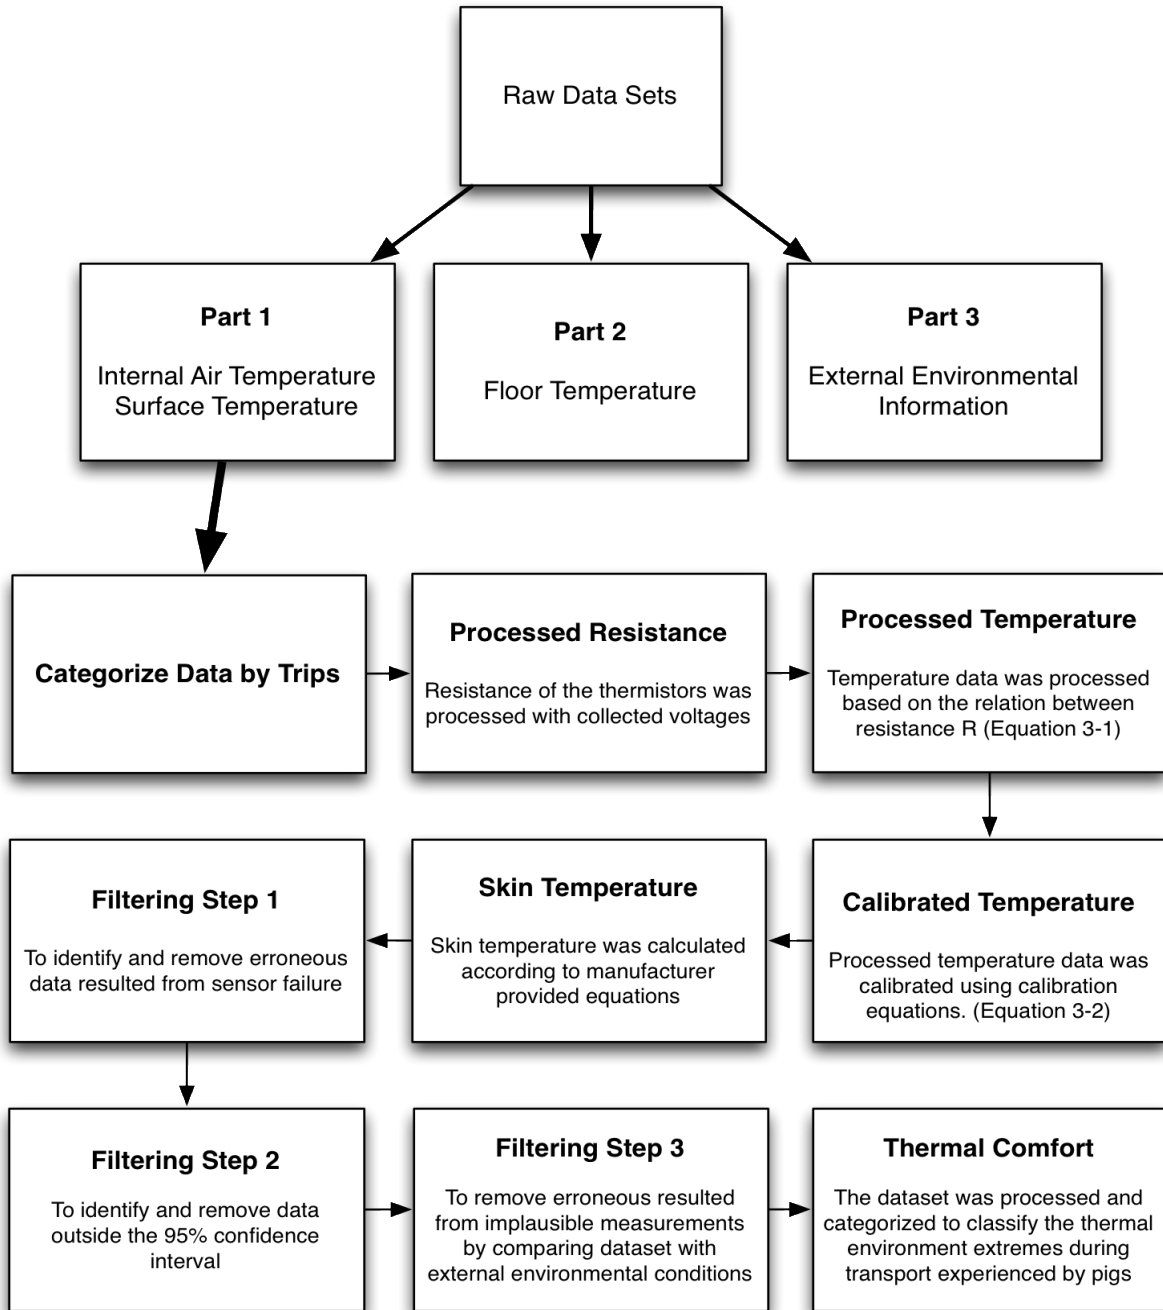 Raw Data Sets
Part 1
Internal Air Temperature
Surface Temperature
Part 2
Floor Temperature
Part 3
External Environmental
Information
Categorize Data by Trips
Processed Resistance
Resistance of the thermistors was
processed with collected voltages
Processed Temperature
Temperature data was processed
based on the relation between
resistance R (Equation 3-1)
Calibrated Temperature
Processed temperature data was
calibrated using calibration
equations. (Equation 3-2)
Skin Temperature
Skin temperature was calculated
according to manufacturer
provided equations
Filtering Step 1
To identify and remove erroneous
data resulted from sensor failure
Filtering Step 2
To identify and remove data
outside the 95% confidence
interval
Filtering Step 3
To remove erroneous resulted
from implausible measurements
by comparing dataset with
external environmental conditions
Thermal Comfort
The dataset was processed and
categorized to classify the thermal
environment extremes during
transport experienced by pigs